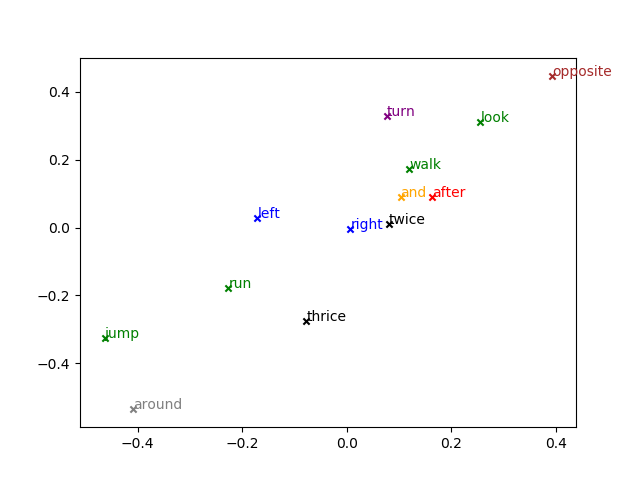 opposite
0.4
turn
look
0.2
walk
and after
left
twice
0.0
right
run
−0.2
thrice
jump
−0.4
around
−0.4 −0.2 0.0 0.2 0.4